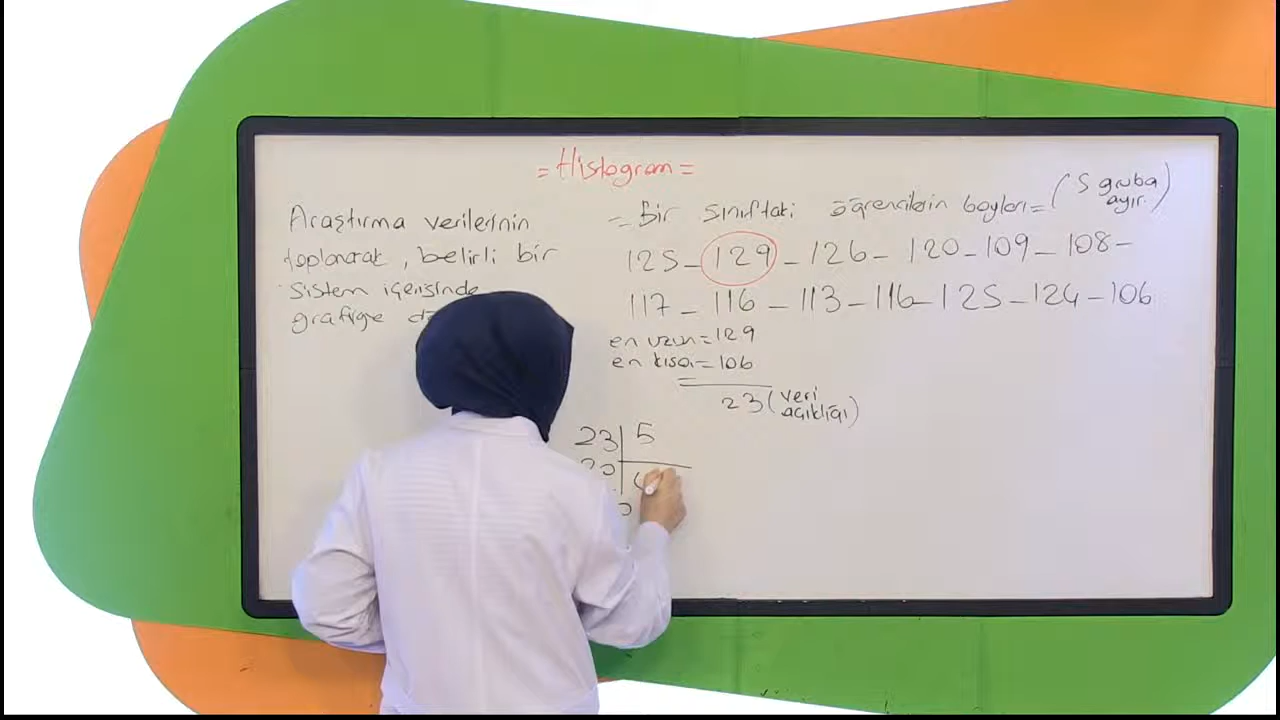 = Histogram =
Araştırma verilerinin
toplanarak, belirli bir
sistem içerisinde
grafiğe
= Bir sınıftaki öğrencilerin boyları = (5 gruba ayır.)
125 - 129 - 126 - 120 - 109 - 108 -
117 - 116 - 113 - 116 - 125 - 124 - 106
en uzun = 129
en kısa = 106
23 (veri açıklığı)
23 5
20